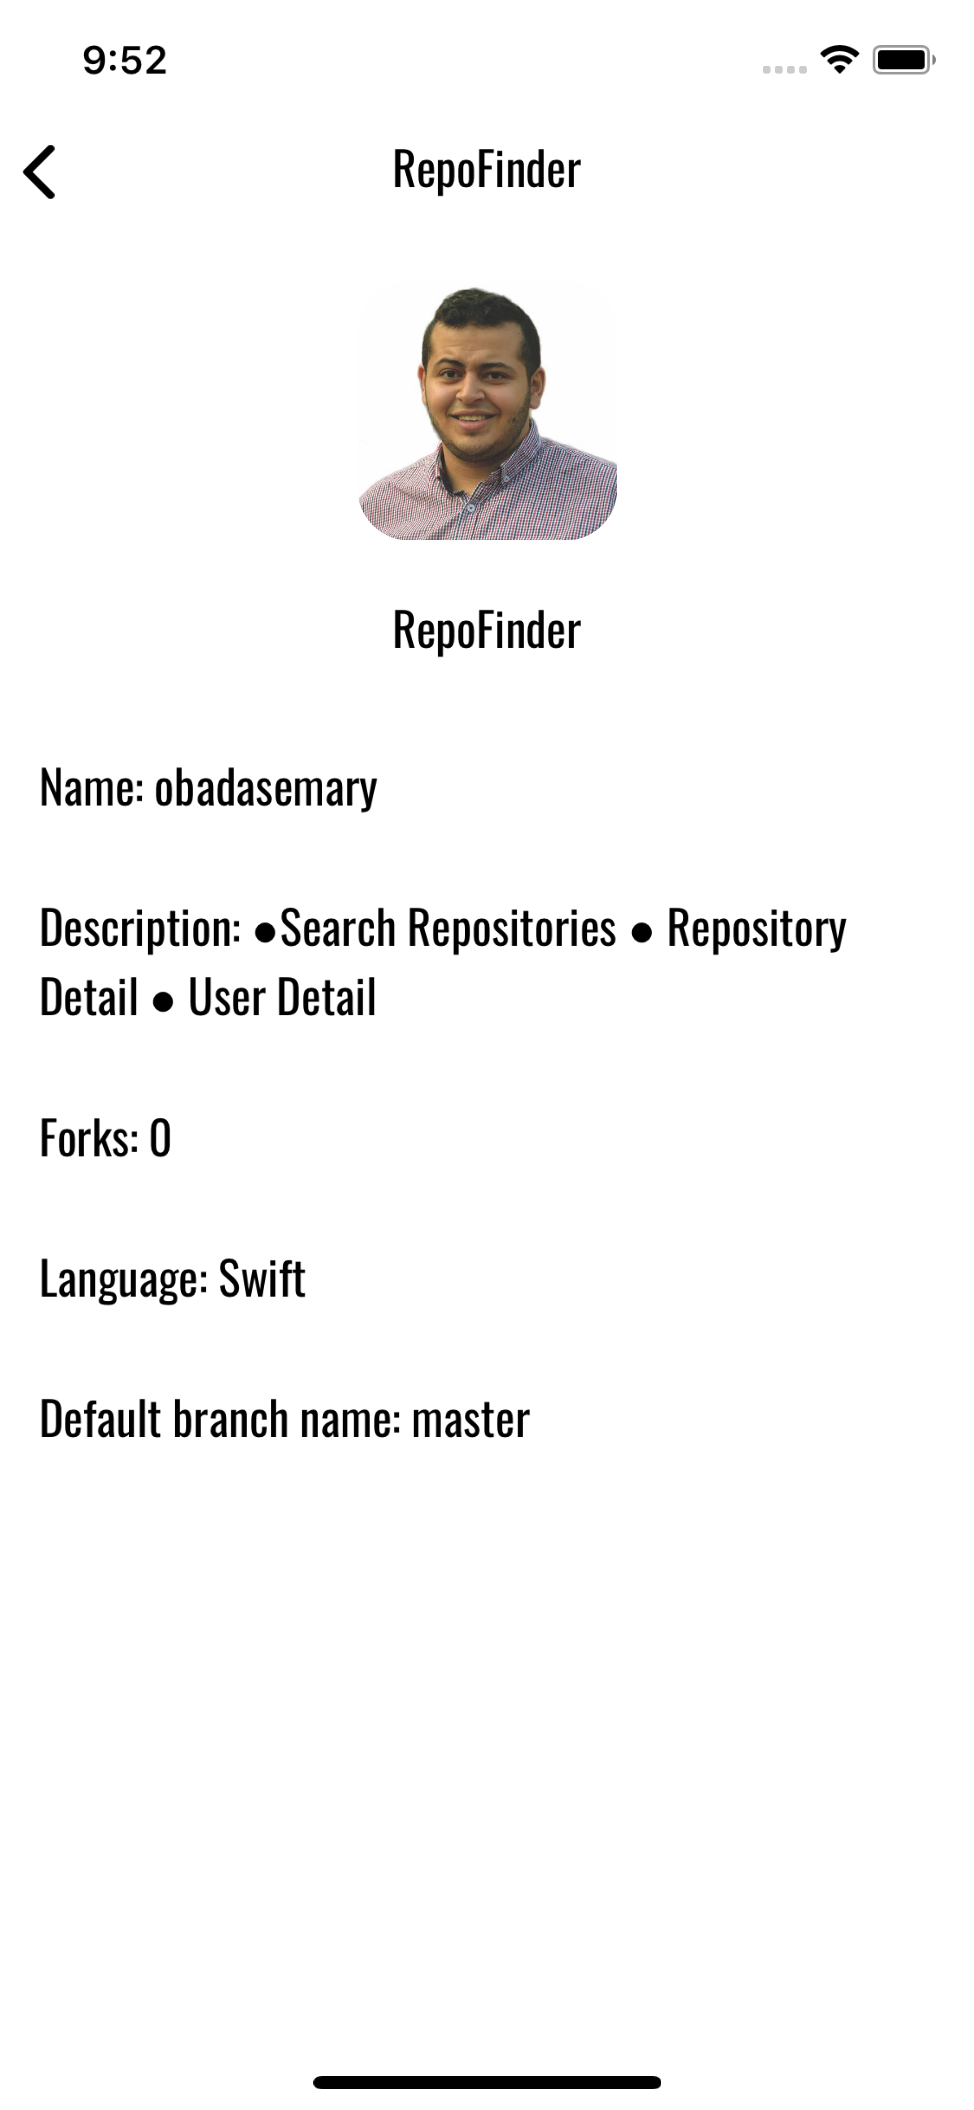 9:52
RepoFinder
RepoFinder
Name: obadasemary
Description: ●Search Repositories ● Repository
Detail ● User Detail
Forks: 0
Language: Swift
Default branch name: master